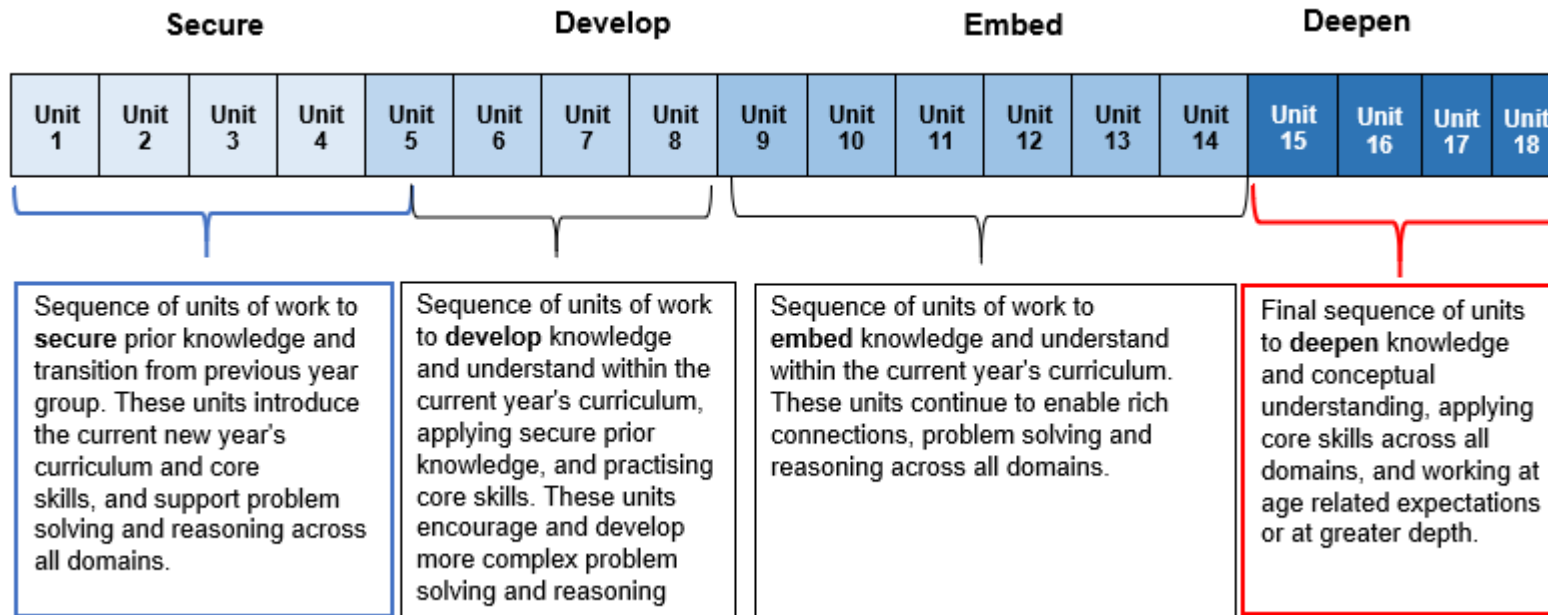 Secure Develop Embed Deepen
Unit 1 Unit 2 Unit 3 Unit 4 Unit 5 Unit 6 Unit 7 Unit 8 Unit 9 Unit 10 Unit 11 Unit 12 Unit 13 Unit 14 Unit 15 Unit 16 Unit 17 Unit 18
Sequence of units of work to
secure prior knowledge and
transition from previous year
group. These units introduce
the current new year's
curriculum and core
skills, and support problem
solving and reasoning across
all domains.
Sequence of units of work
to develop knowledge
and understand within the
current year's curriculum,
applying secure prior
knowledge, and practising
core skills. These units
encourage and develop
more complex problem
solving and reasoning
Sequence of units of work to
embed knowledge and understand
within the current year's curriculum.
These units continue to enable rich
connections, problem solving and
reasoning across all domains.
Final sequence of units
to deepen knowledge
and conceptual
understanding, applying
core skills across all
domains, and working at
age related expectations
or at greater depth.